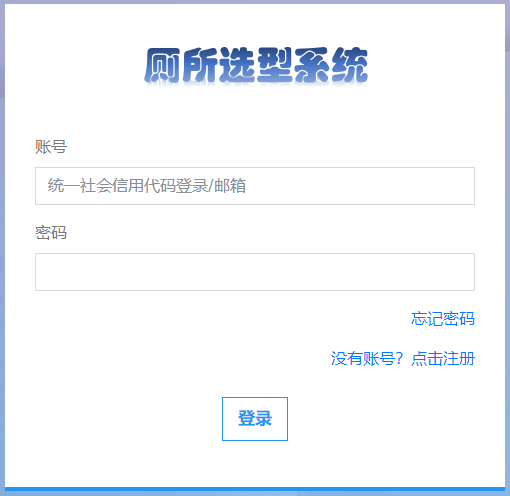 厕所选型系统
账号
统一社会信用代码登录/邮箱
密码
忘记密码
没有账号？点击注册
登录